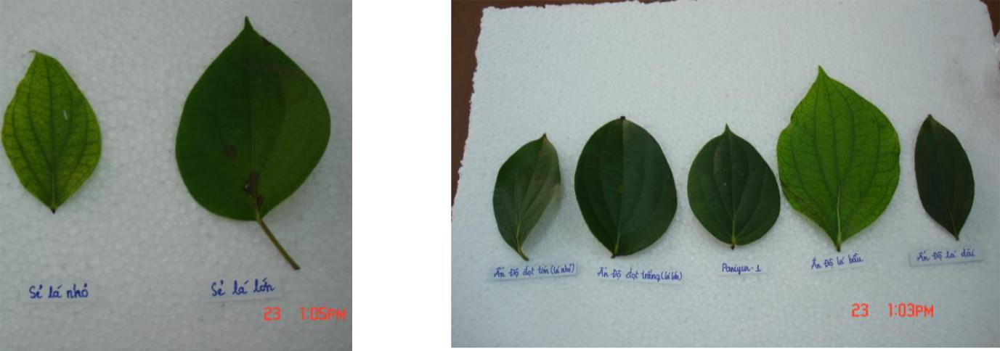 Sẻ lá nhỏ
Sẻ lá lớn
23 1:05PM
Ấn Độ đọt tím (lá nhỏ)
Ấn Độ đọt trắng (lá lớn)
Paniyur-1
Ấn Độ lá bầu
Ấn Độ lá dài
23 1:03PM